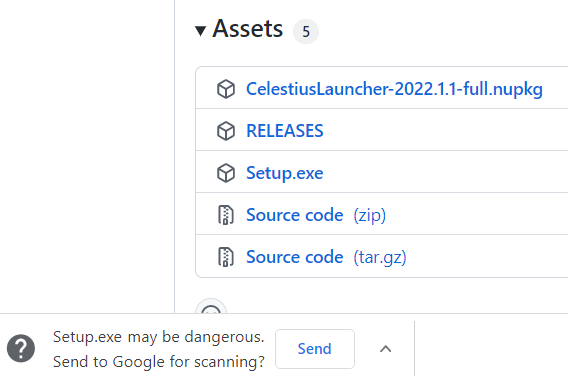 Assets 5
CelestiusLauncher-2022.1.1-full.nupkg
RELEASES
Setup.exe
Source code (zip)
Source code (tar.gz)
Setup.exe may be dangerous.
Send to Google for scanning?
Send